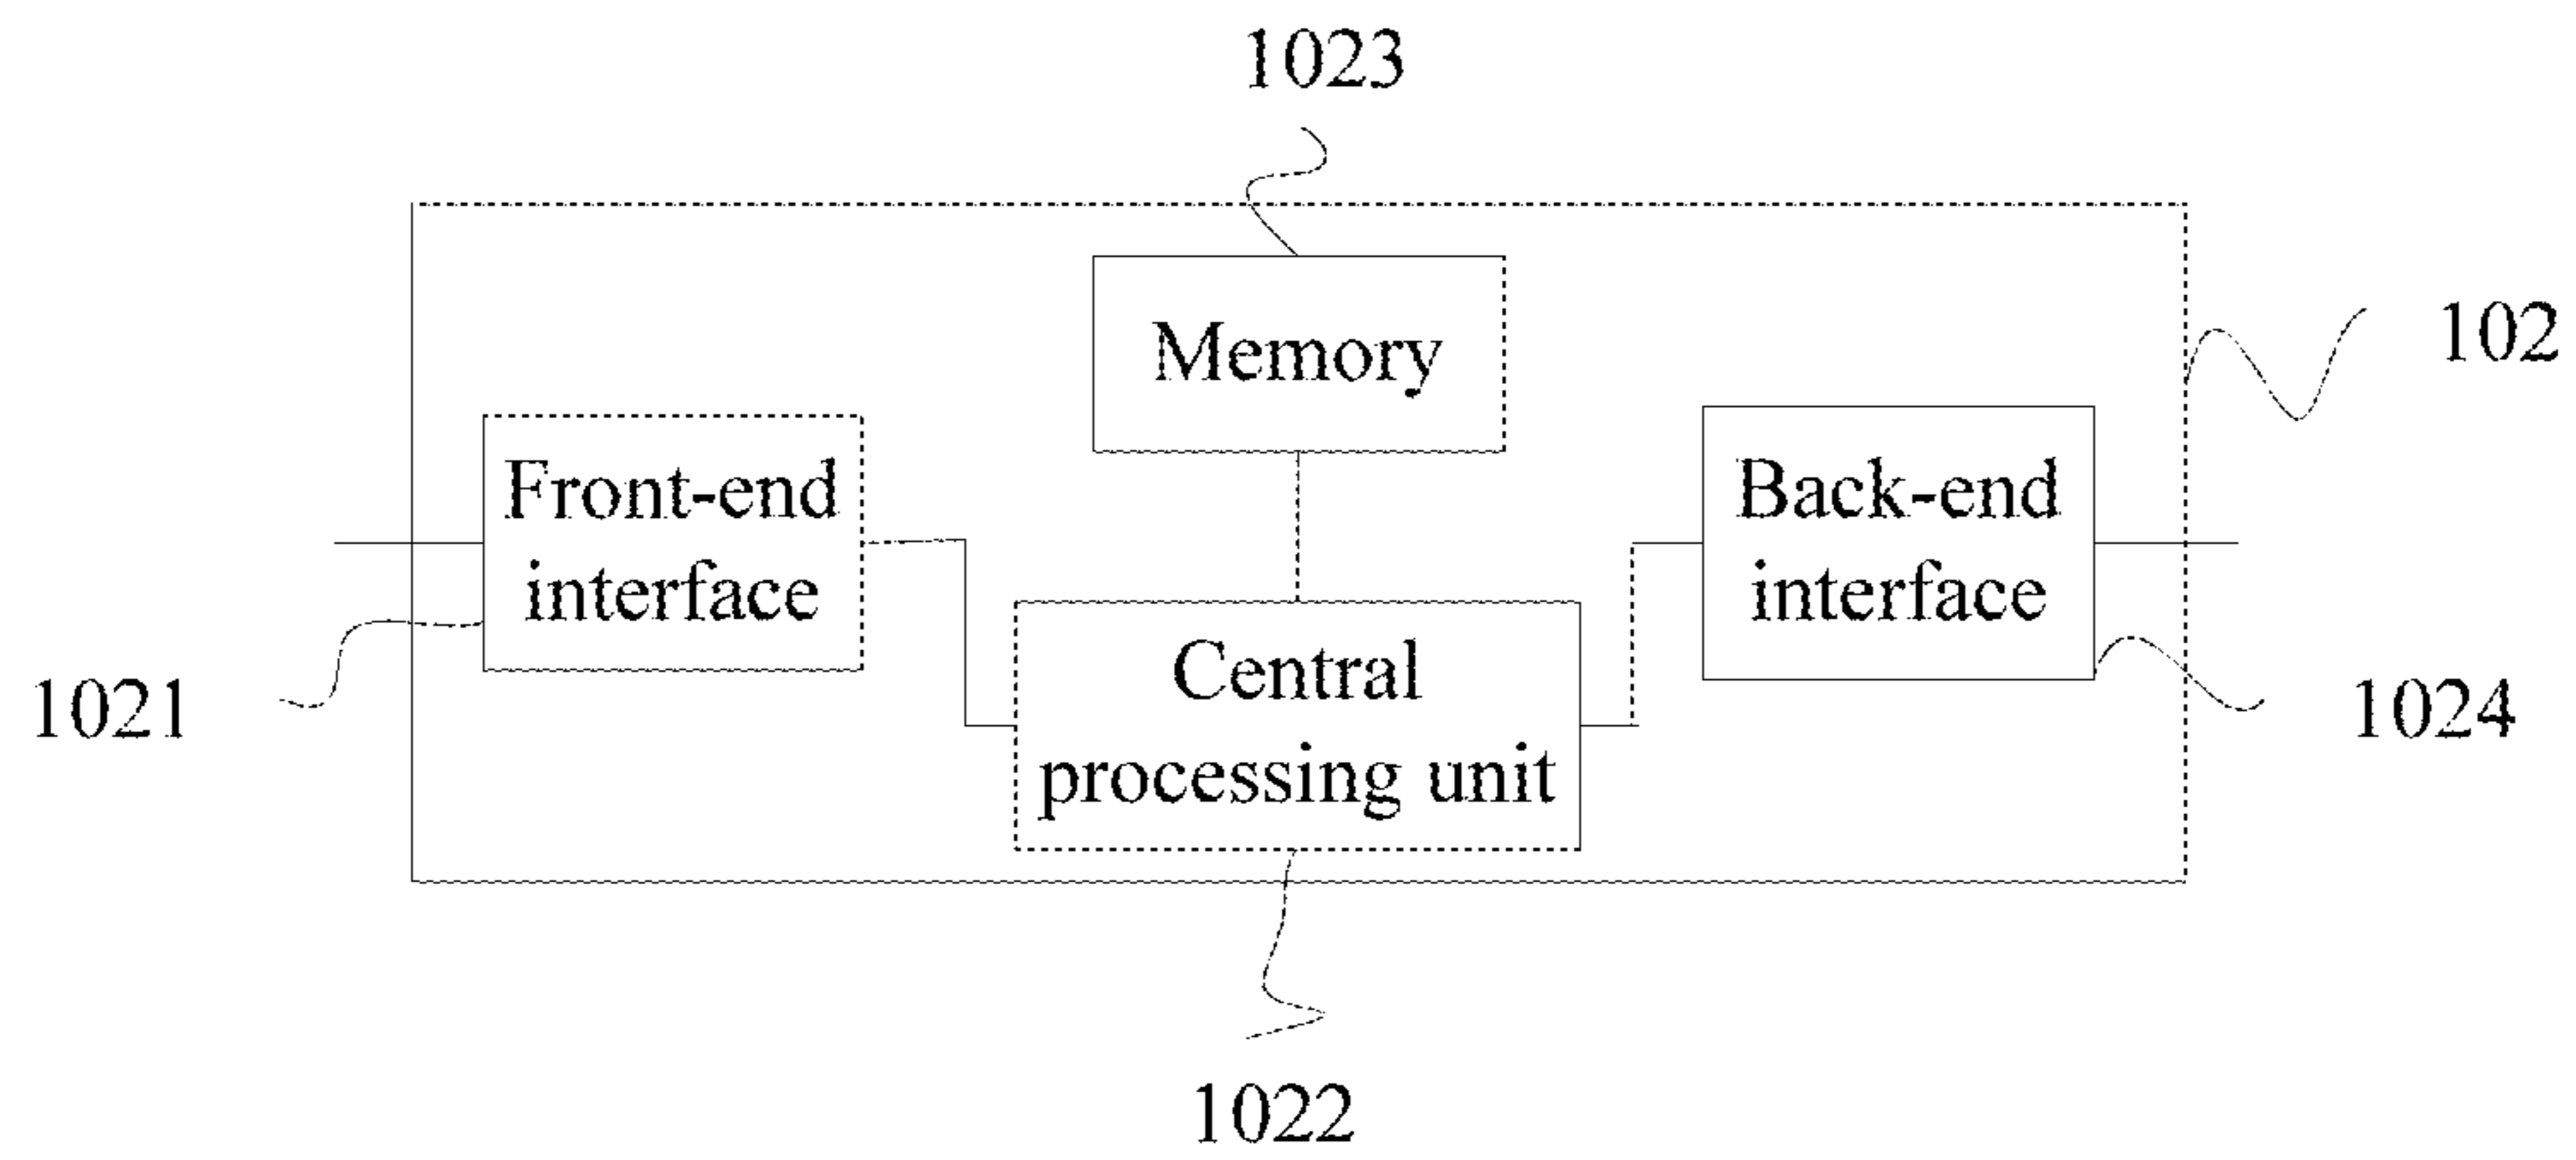 1023
Memory
102
Front-end
interface
Back-end
interface
Central
processing unit
1021
1024
1022